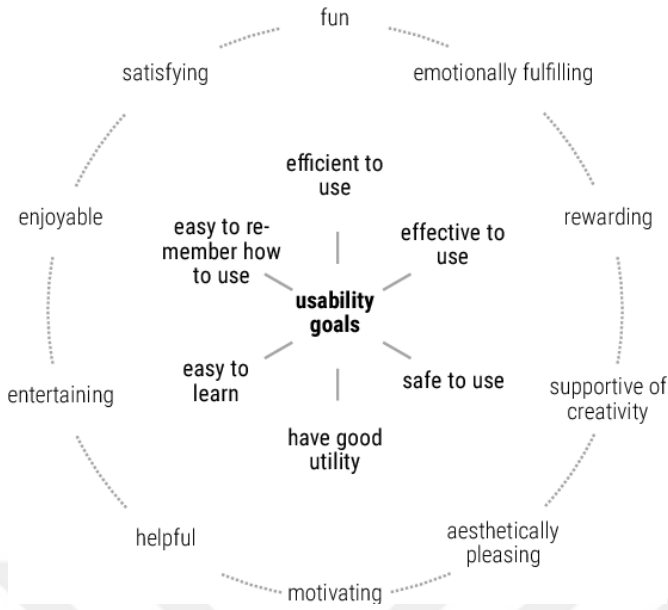 fun
satisfying
emotionally fulfilling
efficient to
use
enjoyable
easy to re-
member how
to use
effective to
use
rewarding
usability
goals
easy to
learn
safe to use
entertaining
supportive of
creativity
have good
utility
helpful
aesthetically
pleasing
motivating